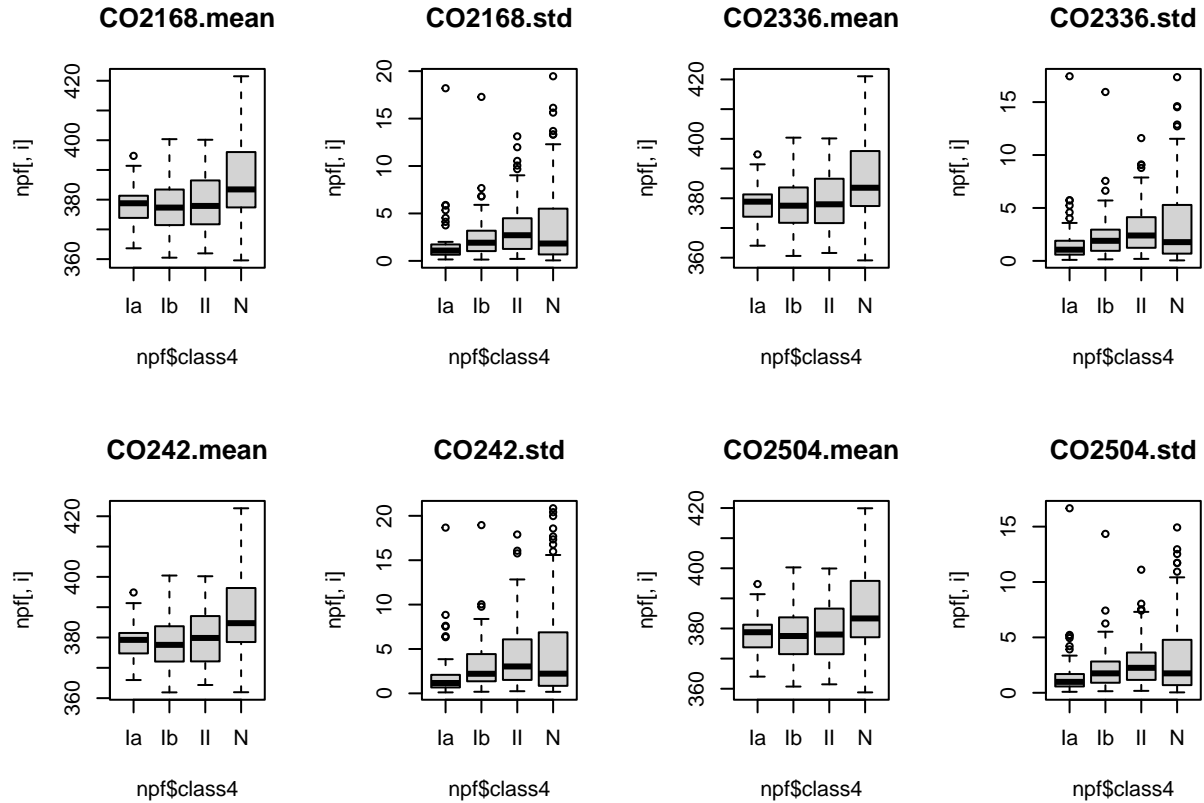 CO2168.mean
npf[, i]
360 380 400 420
Ia Ib II N
npf$class4
CO2168.std
npf[, i]
0 5 10 15 20
Ia Ib II N
npf$class4
CO2336.mean
npf[, i]
360 380 400 420
Ia Ib II N
npf$class4
CO2336.std
npf[, i]
0 5 10 15
Ia Ib II N
npf$class4
CO242.mean
npf[, i]
360 380 400 420
Ia Ib II N
npf$class4
CO242.std
npf[, i]
0 5 10 15 20
Ia Ib II N
npf$class4
CO2504.mean
npf[, i]
360 380 400 420
Ia Ib II N
npf$class4
CO2504.std
npf[, i]
0 5 10 15
Ia Ib II N
npf$class4